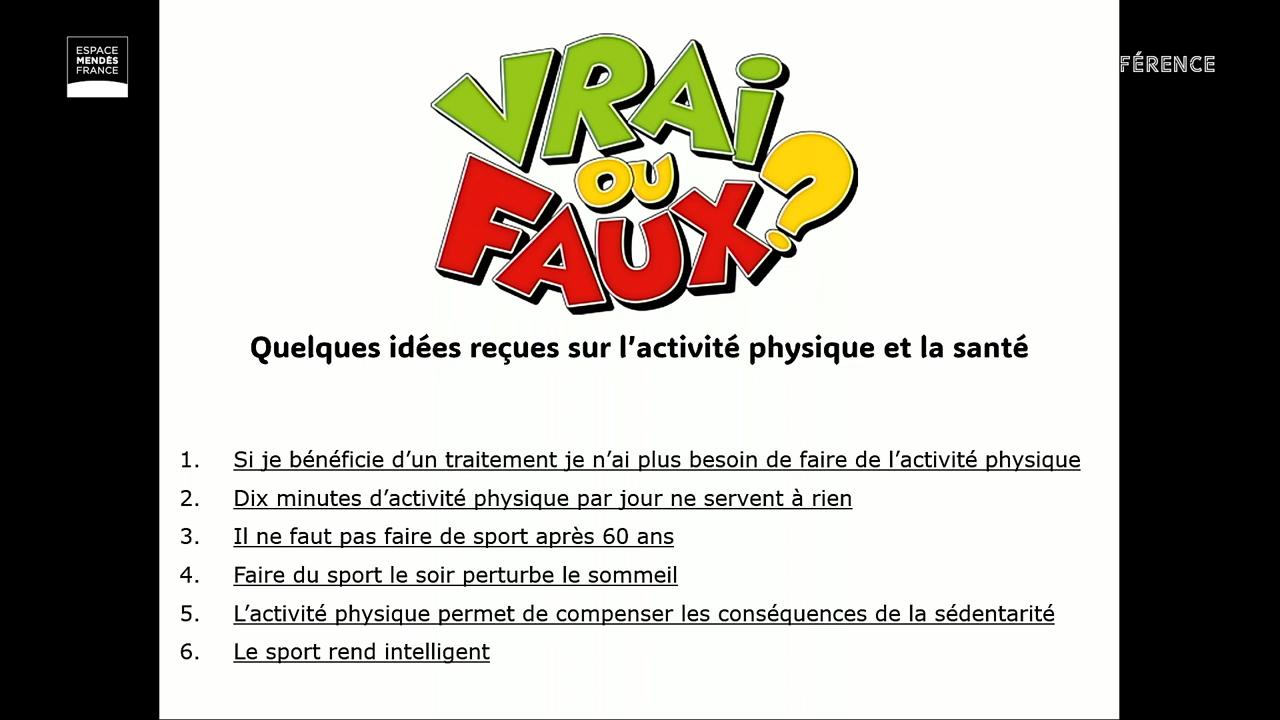 ESPACE
MENDÈS
FRANCE
FÉRENCE
VRAi
OU
FAUX?
Quelques idées reçues sur l’activité physique et la santé
1. Si je bénéficie d’un traitement je n’ai plus besoin de faire de l’activité physique
2. Dix minutes d’activité physique par jour ne servent à rien
3. Il ne faut pas faire de sport après 60 ans
4. Faire du sport le soir perturbe le sommeil
5. L’activité physique permet de compenser les conséquences de la sédentarité
6. Le sport rend intelligent